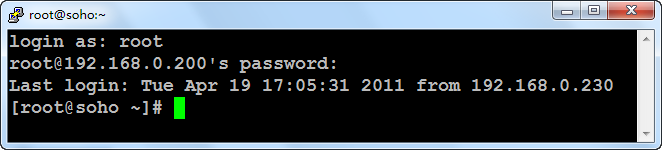 root@soho:~
login as: root
root@192.168.0.200's password:
Last login: Tue Apr 19 17:05:31 2011 from 192.168.0.230
[root@soho ~]#